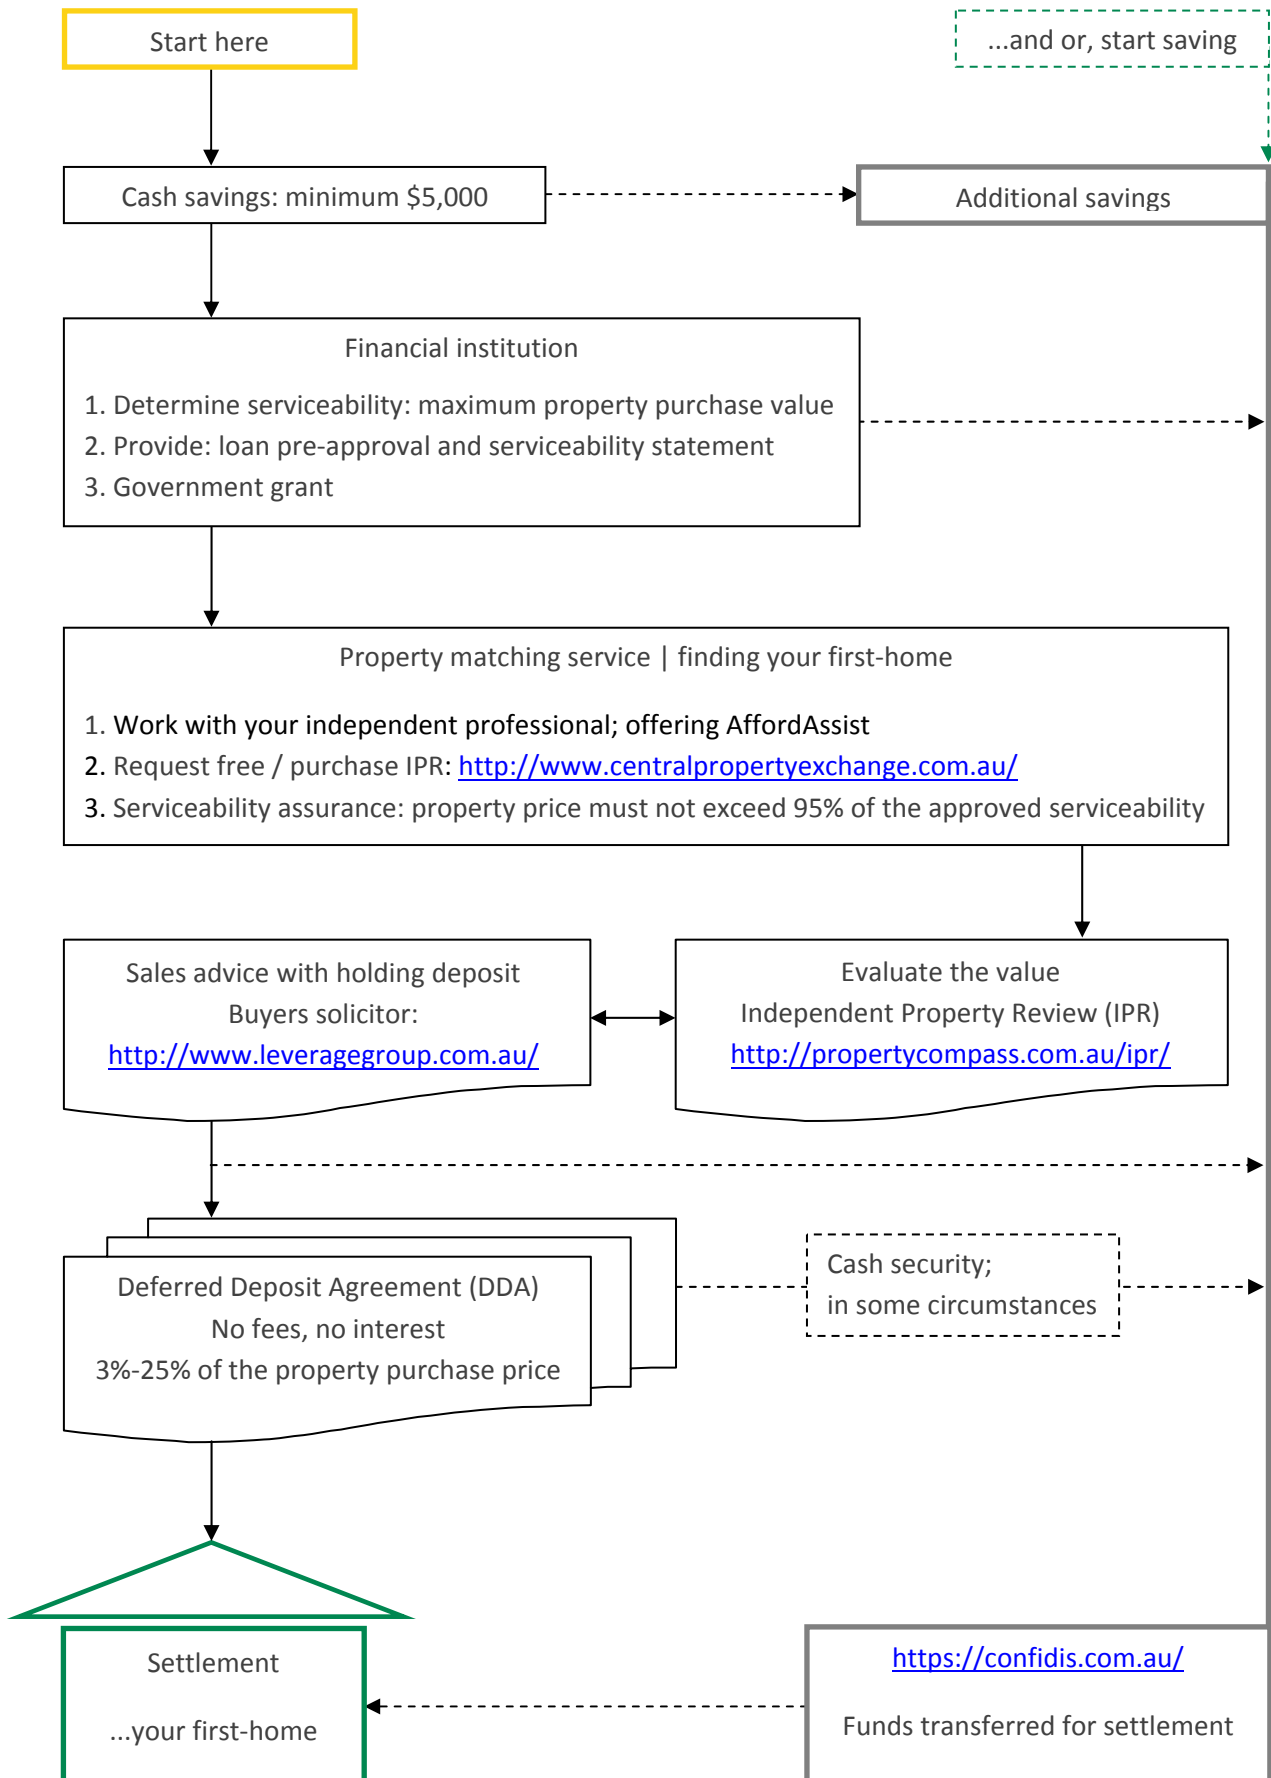 Start here
...and or, start saving
Cash savings: minimum $5,000
Additional savings
Financial institution
1. Determine serviceability: maximum property purchase value
2. Provide: loan pre-approval and serviceability statement
3. Government grant
Property matching service | finding your first-home
1. Work with your independent professional; offering AffordAssist
2. Request free / purchase IPR: http://www.centralpropertyexchange.com.au/
3. Serviceability assurance: property price must not exceed 95% of the approved serviceability
Sales advice with holding deposit
Buyers solicitor:
http://www.leveragegroup.com.au/
Evaluate the value
Independent Property Review (IPR)
http://propertycompass.com.au/ipr/
Deferred Deposit Agreement (DDA)
No fees, no interest
3%-25% of the property purchase price
Cash security;
in some circumstances
Settlement
...your first-home
https://confidis.com.au/
Funds transferred for settlement